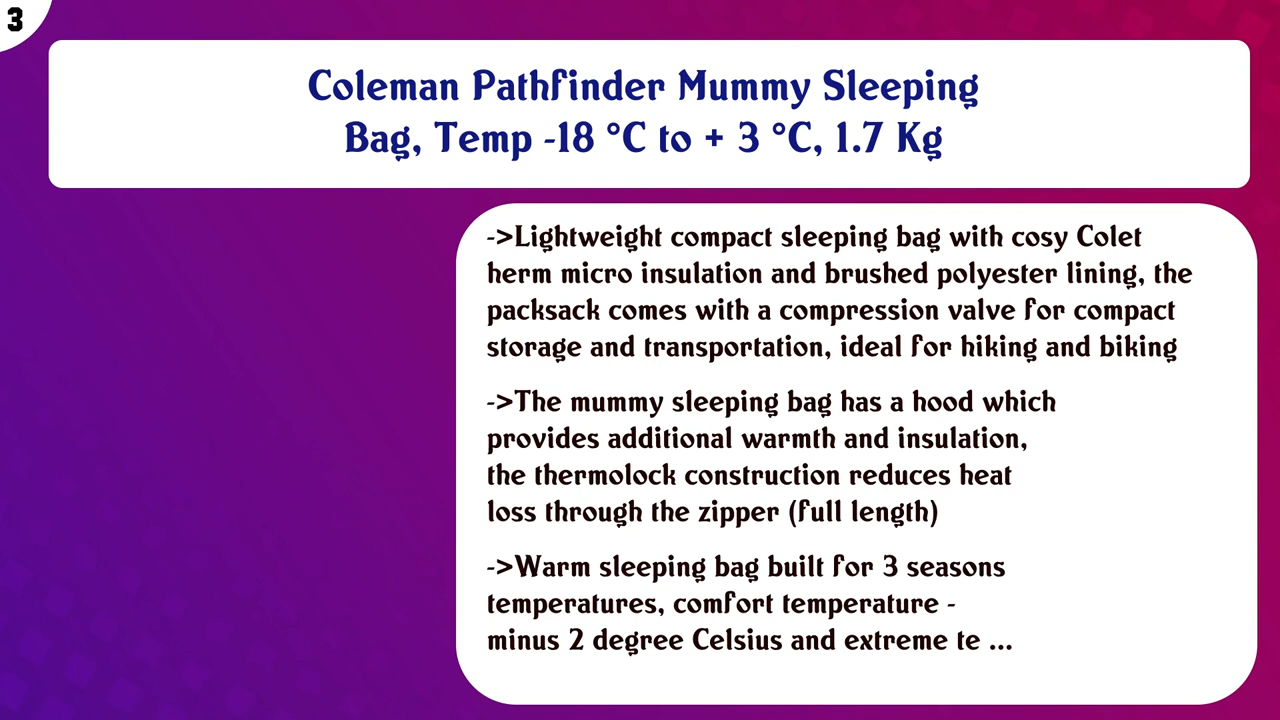 3
Coleman Pathfinder Mummy Sleeping
Bag, Temp -18 °C to + 3 °C, 1.7 Kg
->Lightweight compact sleeping bag with cosy Colet
herm micro insulation and brushed polyester lining, the
packsack comes with a compression valve for compact
storage and transportation, ideal for hiking and biking
->The mummy sleeping bag has a hood which
provides additional warmth and insulation,
the thermolock construction reduces heat
loss through the zipper (full length)
->Warm sleeping bag built for 3 seasons
temperatures, comfort temperature -
minus 2 degree Celsius and extreme te ...